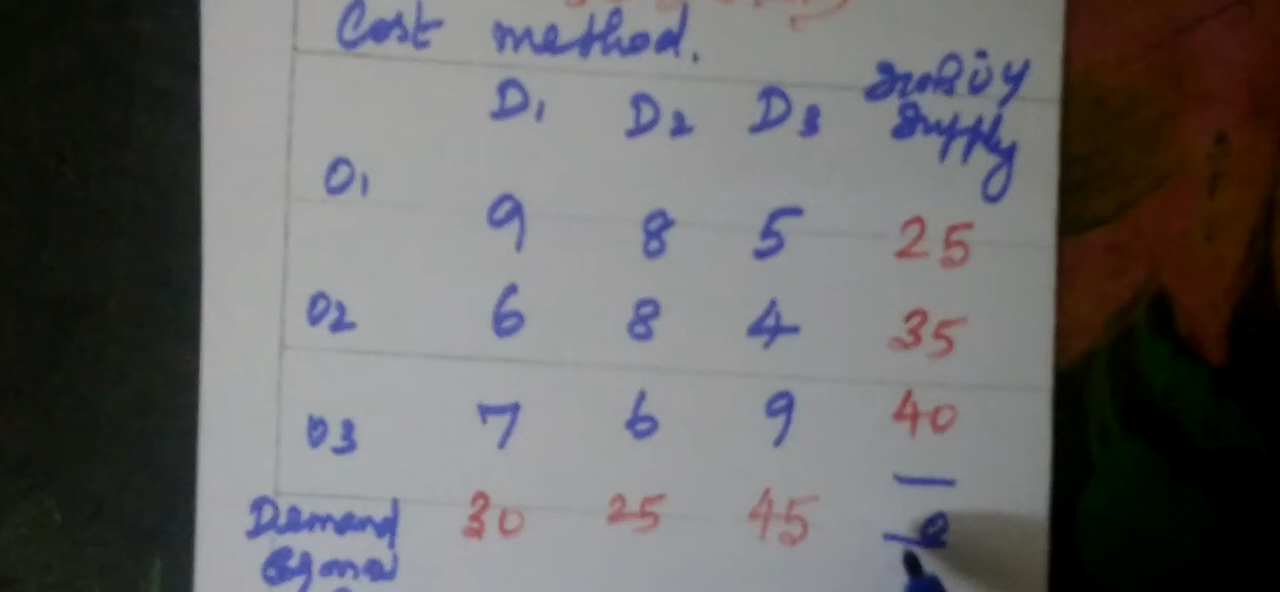 Cost method.
D1 D2 D3 Supply
O1
9 8 5 25
O2 6 8 4 35
O3 7 6 9 40
Demand 30 25 45